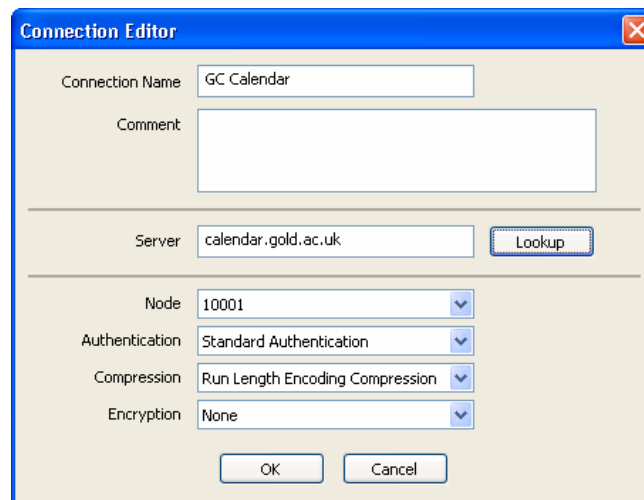 Connection Editor
Connection Name GC Calendar
Comment
Server calendar.gold.ac.uk Lookup
Node 10001
Authentication Standard Authentication
Compression Run Length Encoding Compression
Encryption None
OK Cancel